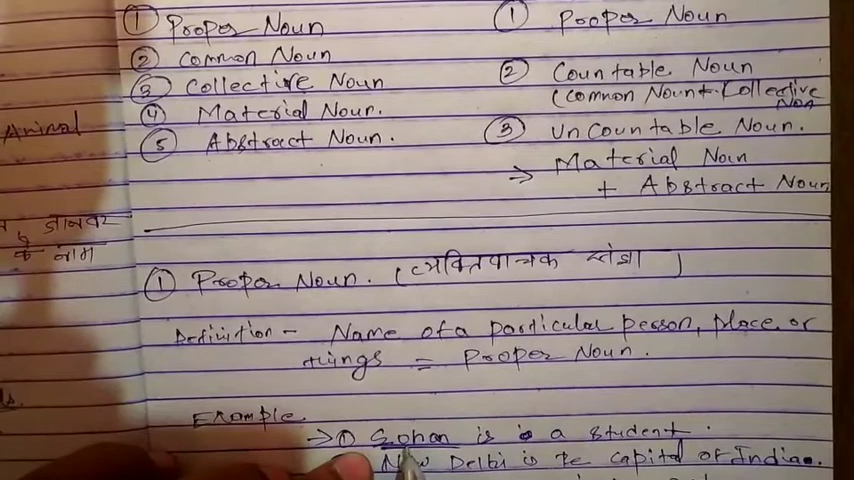 ① Proper Noun
② Common Noun
③ Collective Noun
④ Material Noun.
⑤ Abstract Noun.
① Proper Noun
② Countable Noun
(Common Noun + Collective
Noun
③ Uncountable Noun.
⇒ Material Noun
+ Abstract Noun
Animal
जानवर
के नाम
① Proper Noun. (व्यक्तिवाचक संज्ञा)
Definition - Name of a particular person, place or
things = Proper Noun.
Example.
→ ① Sohan is a student.
New Delhi is the capital of India.